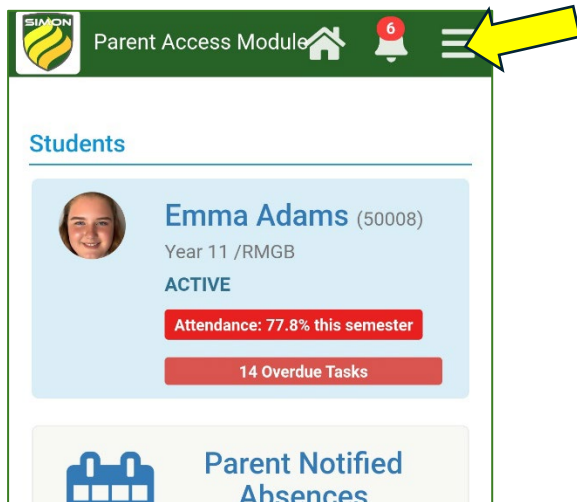 SIMON
Parent Access Module
6
Students
Emma Adams (50008)
Year 11 /RMGB
ACTIVE
Attendance: 77.8% this semester
14 Overdue Tasks
Parent Notified
Absences